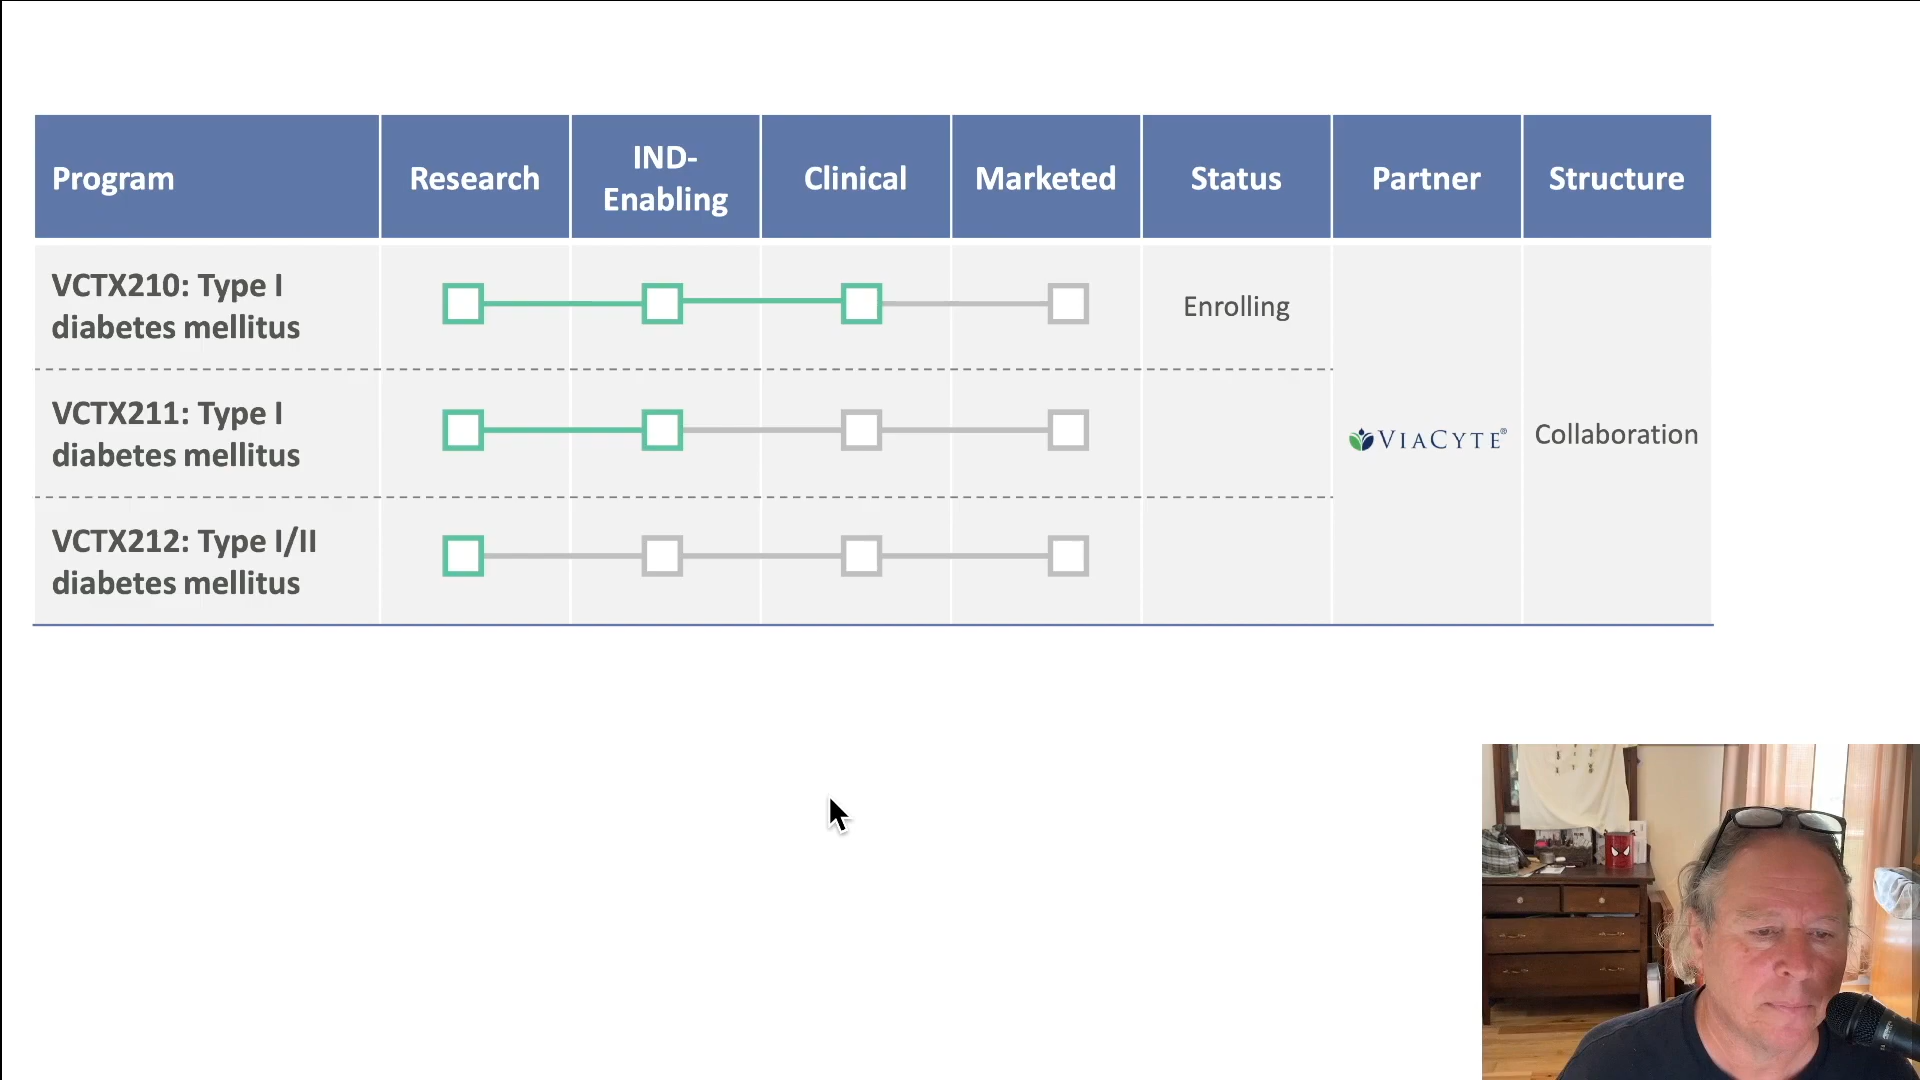 Program
Research
IND-
Enabling
Clinical
Marketed
Status
Partner
Structure
VCTX210: Type I
diabetes mellitus
Enrolling
VCTX211: Type I
diabetes mellitus
VIACYTE®
Collaboration
VCTX212: Type I/II
diabetes mellitus